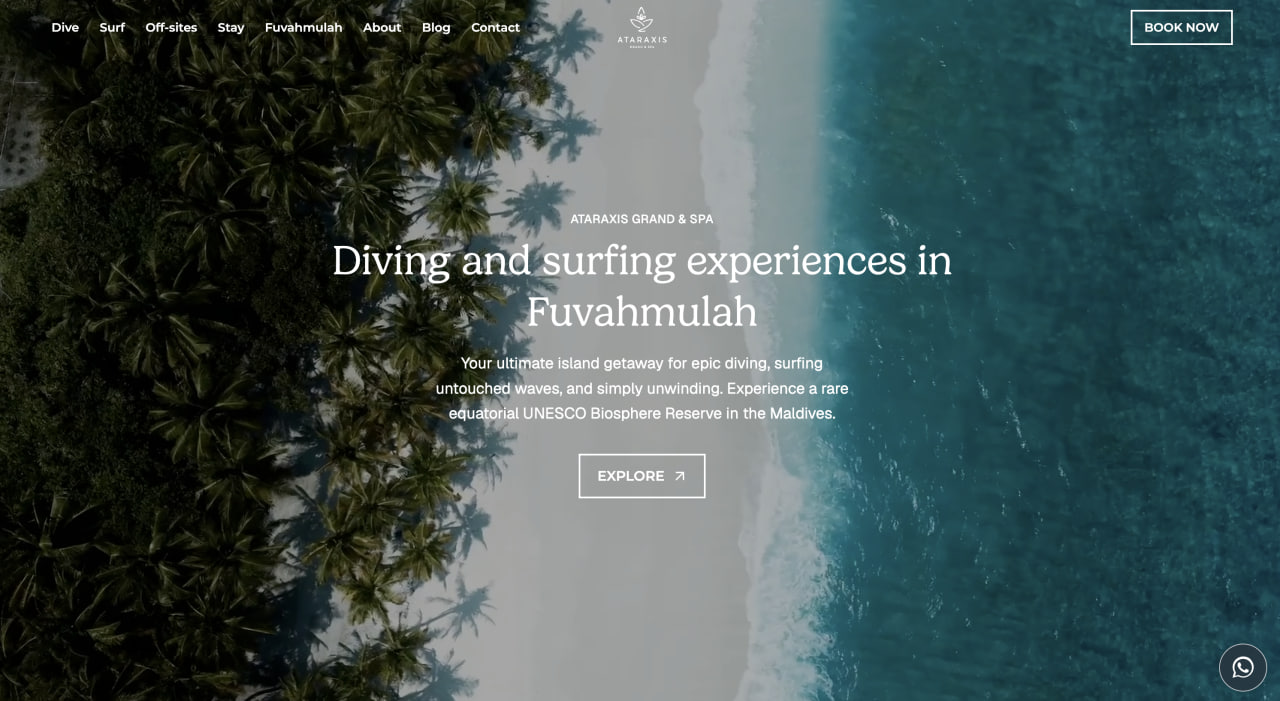 Dive
Surf
Off-sites
Stay
Fuvahmulah
About
Blog
Contact
ATARAXIS
GRAND & SPA
BOOK NOW
ATARAXIS GRAND & SPA
Diving and surfing experiences in
Fuvahmulah
Your ultimate island getaway for epic diving, surfing
untouched waves, and simply unwinding. Experience a rare
equatorial UNESCO Biosphere Reserve in the Maldives.
EXPLORE